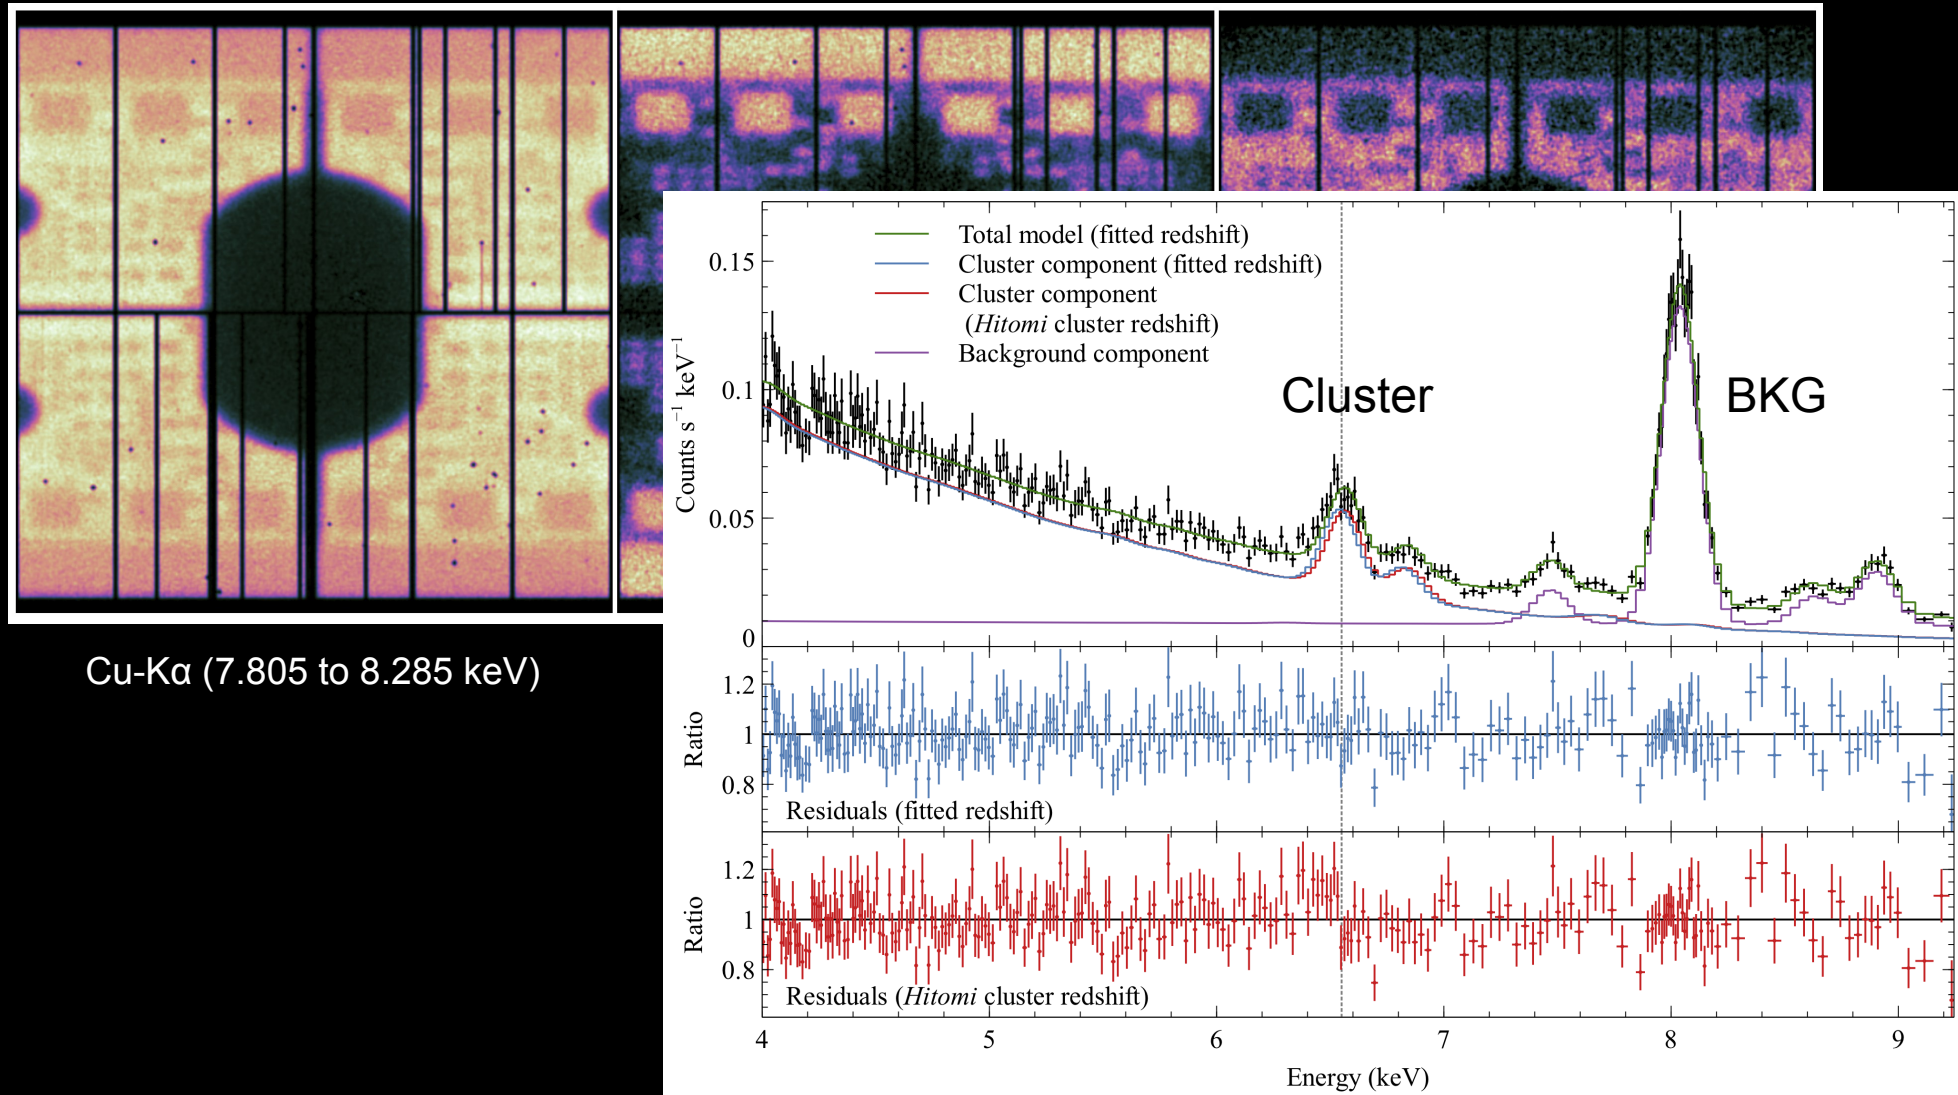 Total model (fitted redshift)
Cluster component (fitted redshift)
Cluster component
(Hitomi cluster redshift)
Background component
Cluster
BKG
0.15
0.1
0.05
0
Counts s⁻¹ keV⁻¹
Cu-Kα (7.805 to 8.285 keV)
1.2
1
0.8
Ratio
Residuals (fitted redshift)
1.2
1
0.8
Ratio
Residuals (Hitomi cluster redshift)
4 5 6 7 8 9
Energy (keV)